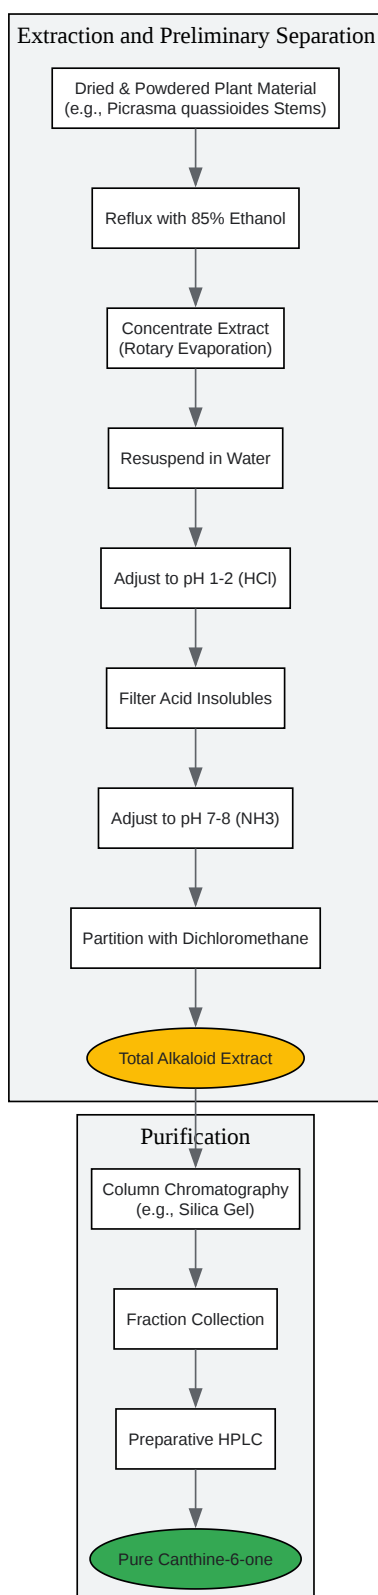 Extraction and Preliminary Separation
Dried & Powdered Plant Material
(e.g., Picrasma quassioides Stems)
Reflux with 85% Ethanol
Concentrate Extract
(Rotary Evaporation)
Resuspend in Water
Adjust to pH 1-2 (HCl)
Filter Acid Insolubles
Adjust to pH 7-8 (NH3)
Partition with Dichloromethane
Total Alkaloid Extract
Purification
Column Chromatography
(e.g., Silica Gel)
Fraction Collection
Preparative HPLC
Pure Canthine-6-one